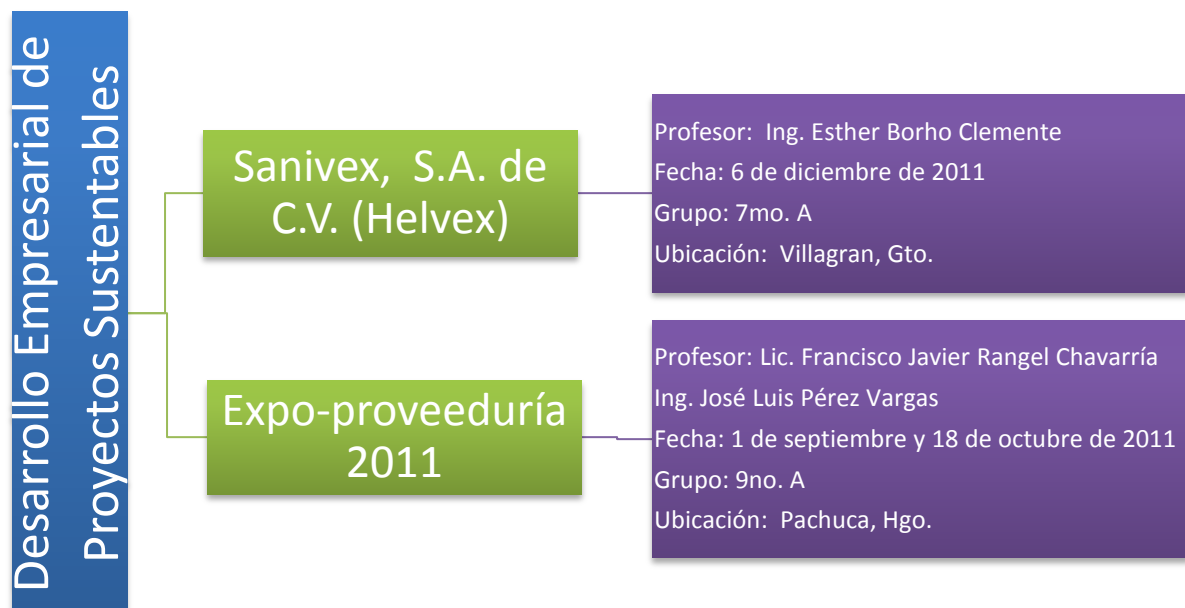 Desarrollo Empresarial de
Proyectos Sustentables
Sanivex, S.A. de
C.V. (Helvex)
Profesor: Ing. Esther Borho Clemente
Fecha: 6 de diciembre de 2011
Grupo: 7mo. A
Ubicación: Villagran, Gto.
Expo-proveeduría
2011
Profesor: Lic. Francisco Javier Rangel Chavarría
Ing. José Luis Pérez Vargas
Fecha: 1 de septiembre y 18 de octubre de 2011
Grupo: 9no. A
Ubicación: Pachuca, Hgo.